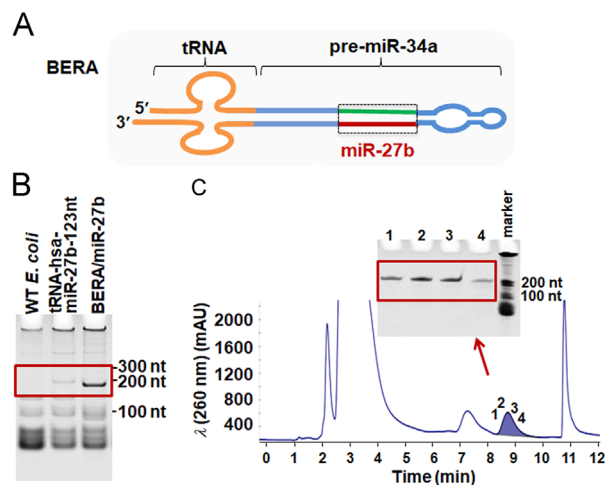 A
tRNA
pre-miR-34a
BERA
5′
3′
miR-27b
B
WT E. coli
tRNA-hsa-
miR-27b-123nt
BERA/miR-27b
300 nt
200 nt
100 nt
C
1 2 3 4 marker
200 nt
100 nt
λ (260 nm) (mAU)
2000
1600
1200
800
400
1 2 3 4
0 1 2 3 4 5 6 7 8 9 10 11 12
Time (min)